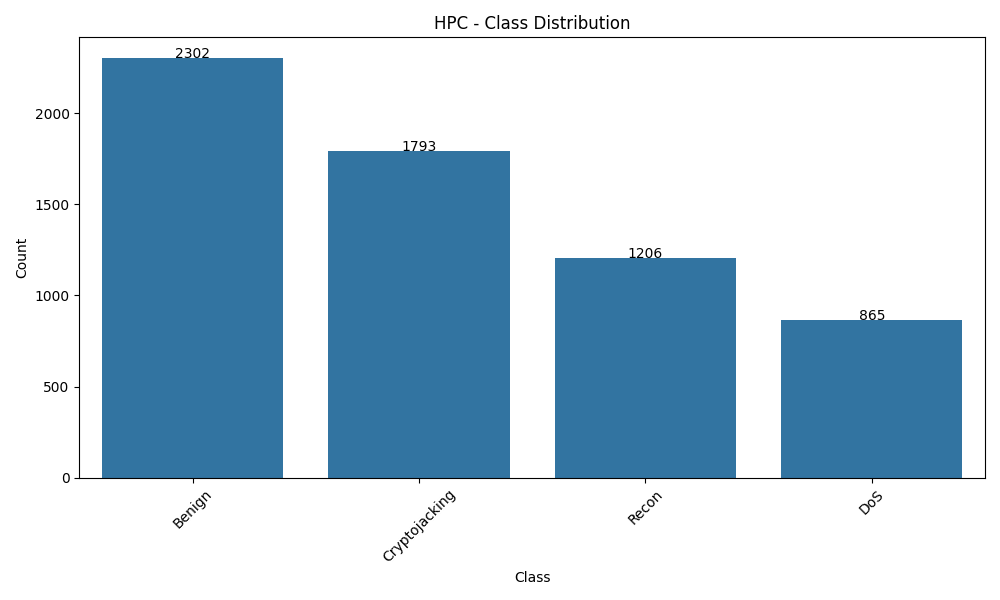 HPC - Class Distribution
2302
1793
1206
865
2000
1500
1000
500
0
Count
Benign
Cryptojacking
Recon
DoS
Class